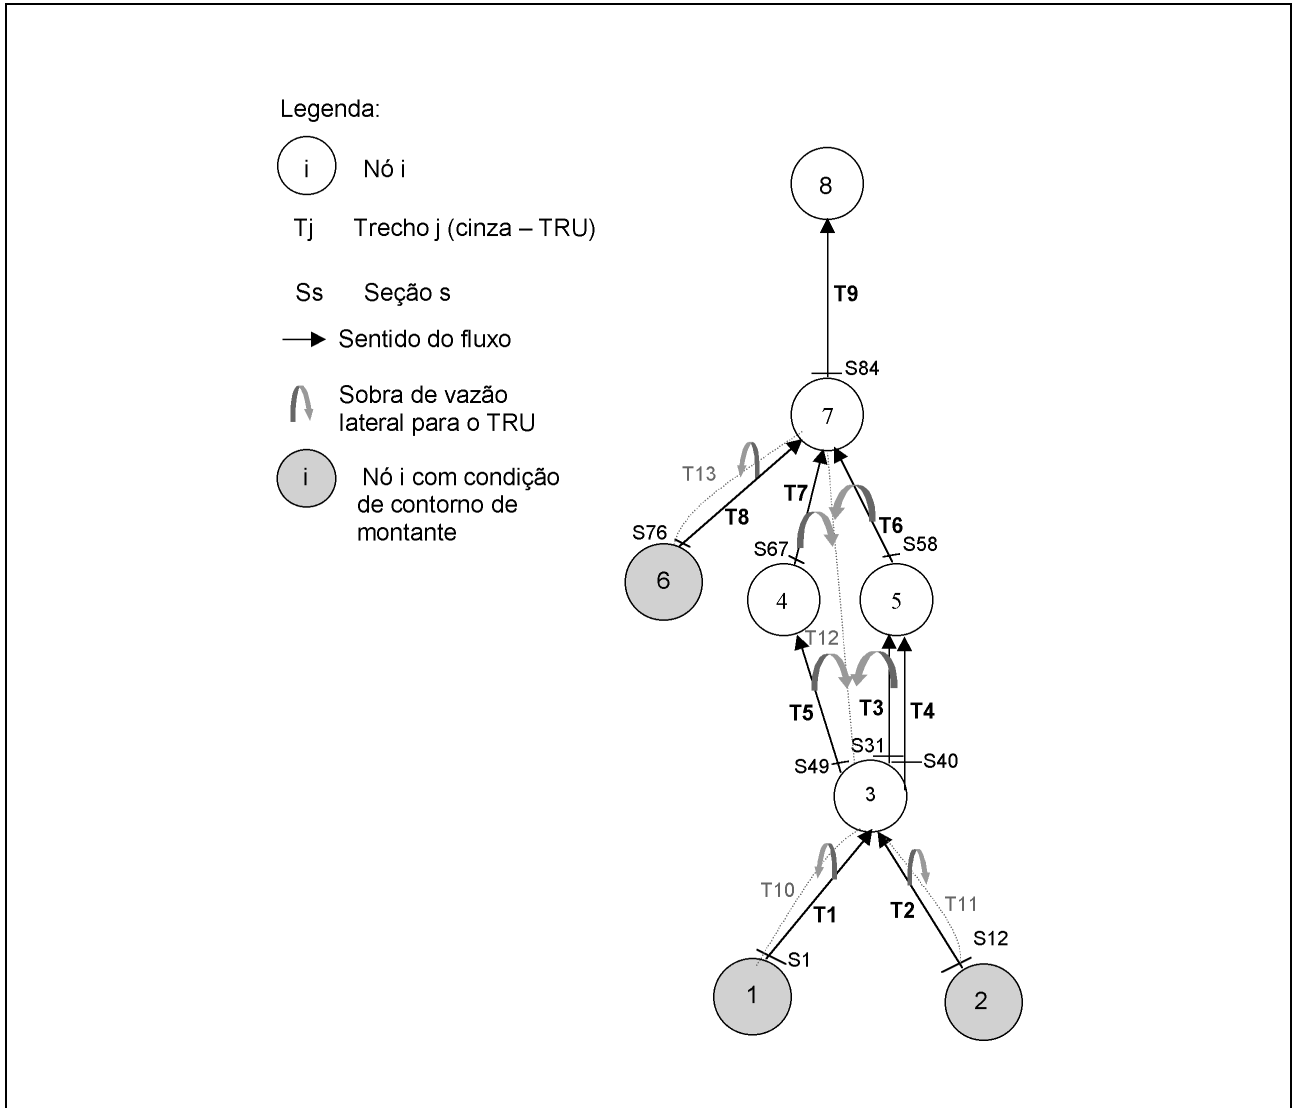 Legenda:
i
Nó i
Tj
Trecho j (cinza – TRU)
Ss
Seção s
Sentido do fluxo
Sobra de vazão
lateral para o TRU
i
Nó i com condição
de contorno de
montante
8
T9
S84
7
T13
T7
T8
T6
S76
S67
S58
6
4
5
T12
T5
T3
T4
S31
S49
S40
3
T10
T1
T2
T11
S12
S1
1
2